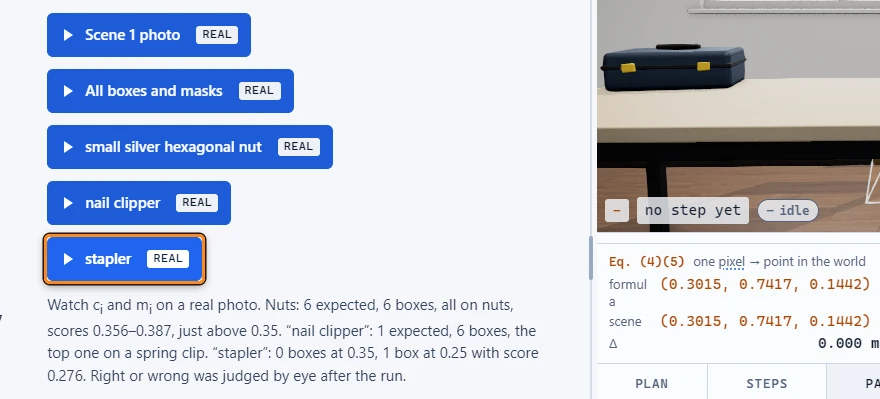 Scene 1 photo REAL
All boxes and masks REAL
small silver hexagonal nut REAL
nail clipper REAL
stapler REAL
Watch ci and mi on a real photo. Nuts: 6 expected, 6 boxes, all on nuts,
scores 0.356–0.387, just above 0.35. “nail clipper”: 1 expected, 6 boxes, the
top one on a spring clip. “stapler”: 0 boxes at 0.35, 1 box at 0.25 with score
0.276. Right or wrong was judged by eye after the run.
– no step yet – idle
Eq. (4)(5) one pixel → point in the world
formul
a (0.3015, 0.7417, 0.1442)
scene (0.3015, 0.7417, 0.1442)
Δ 0.000 m
PLAN STEPS PA